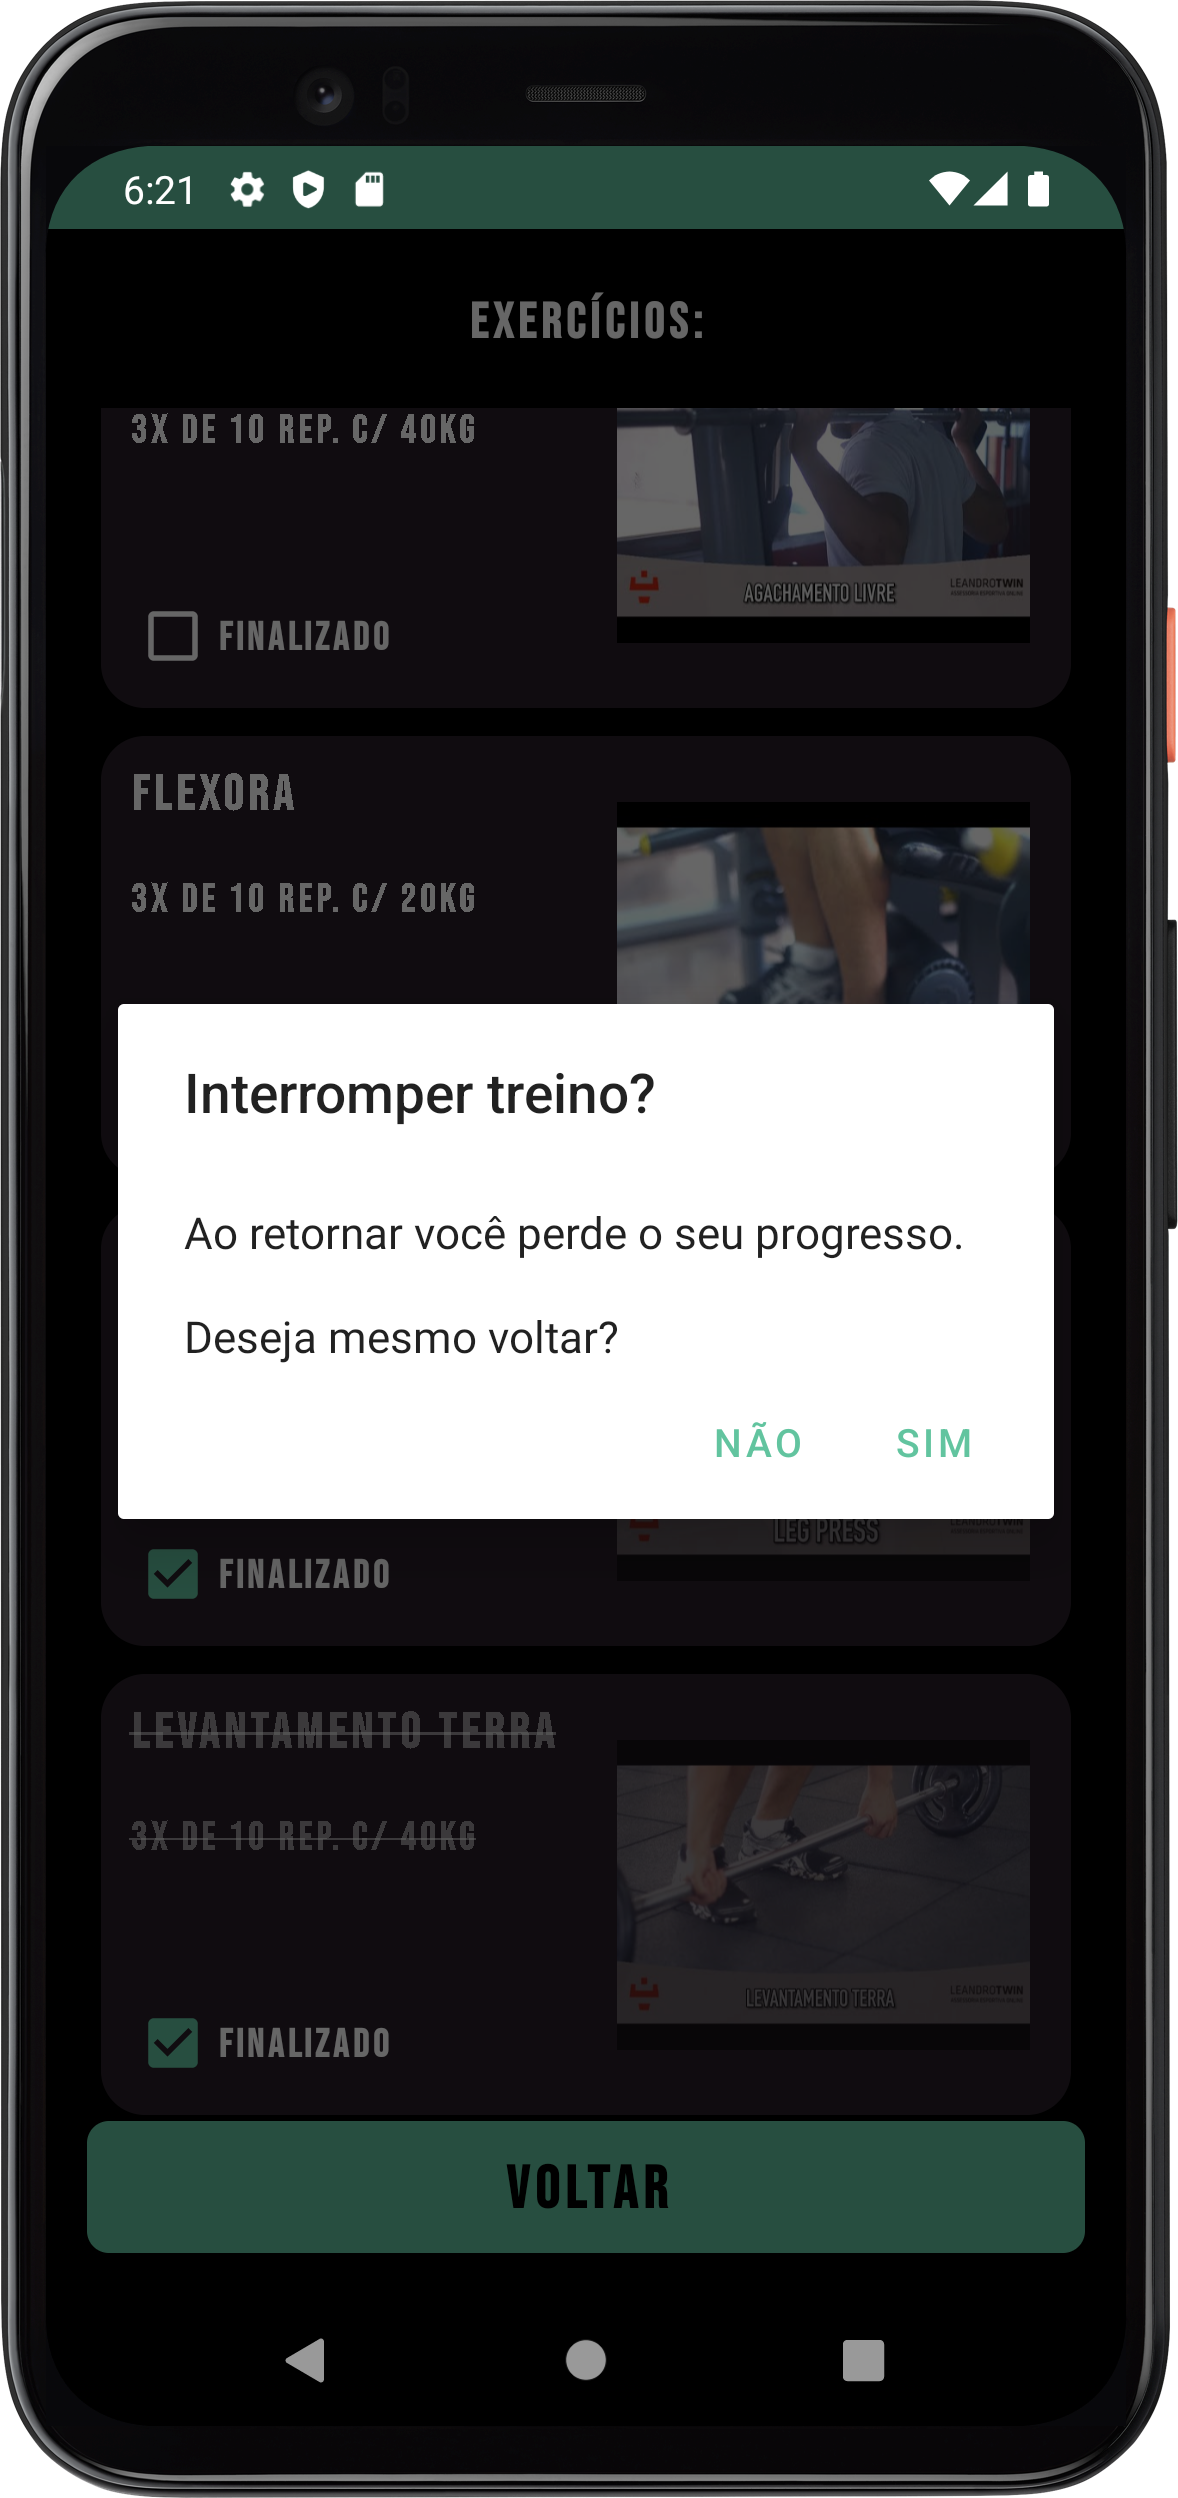 6:21
EXERCÍCIOS:
3X DE 10 REP. C/ 40KG
AGACHAMENTO LIVRE
LEANDROTWIN
FINALIZADO
FLEXORA
3X DE 10 REP. C/ 20KG
Interromper treino?
Ao retornar você perde o seu progresso.
Deseja mesmo voltar?
NÃO SIM
LEG PRESS
LEANDROTWIN
FINALIZADO
LEVANTAMENTO TERRA
3X DE 10 REP. C/ 40KG
LEVANTAMENTO TERRA
LEANDROTWIN
FINALIZADO
VOLTAR